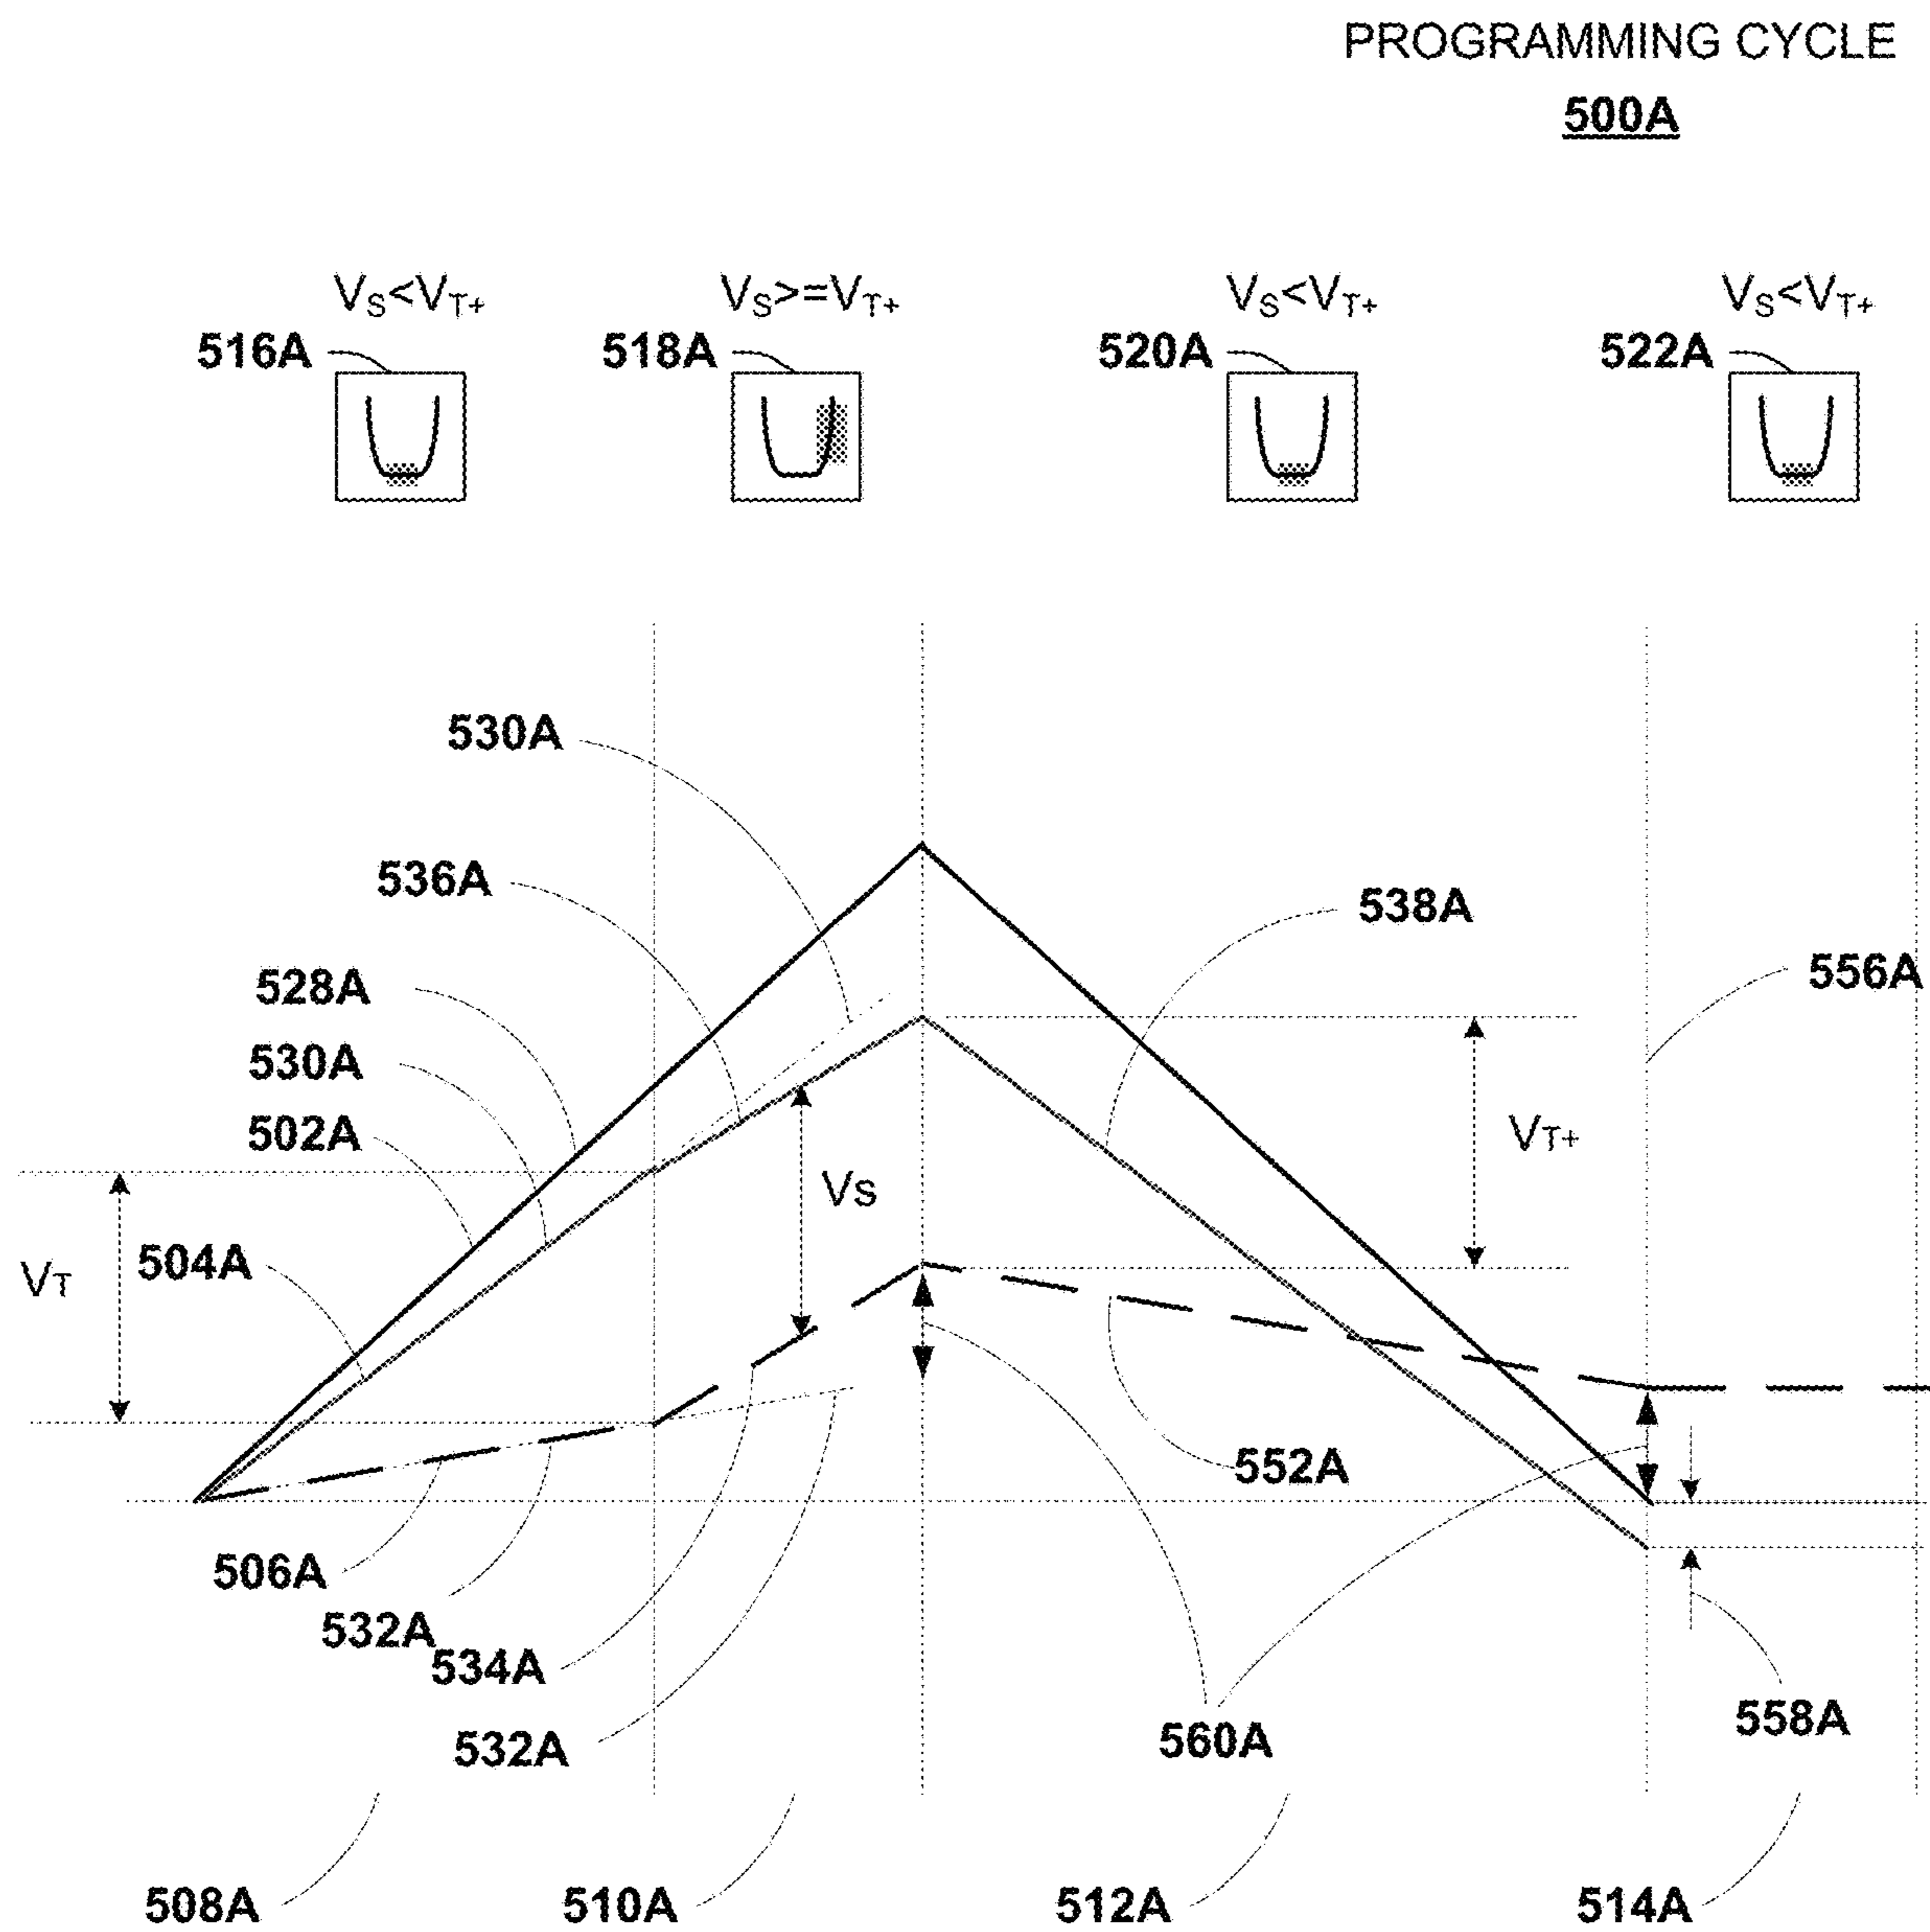 PROGRAMMING CYCLE
500A
VS<VT+
VS>=VT+
VS<VT+
VS<VT+
516A
518A
520A
522A
530A
536A
538A
528A
556A
530A
502A
VT+
VS
504A
VT
552A
506A
532A
534A
558A
532A
560A
508A
510A
512A
514A